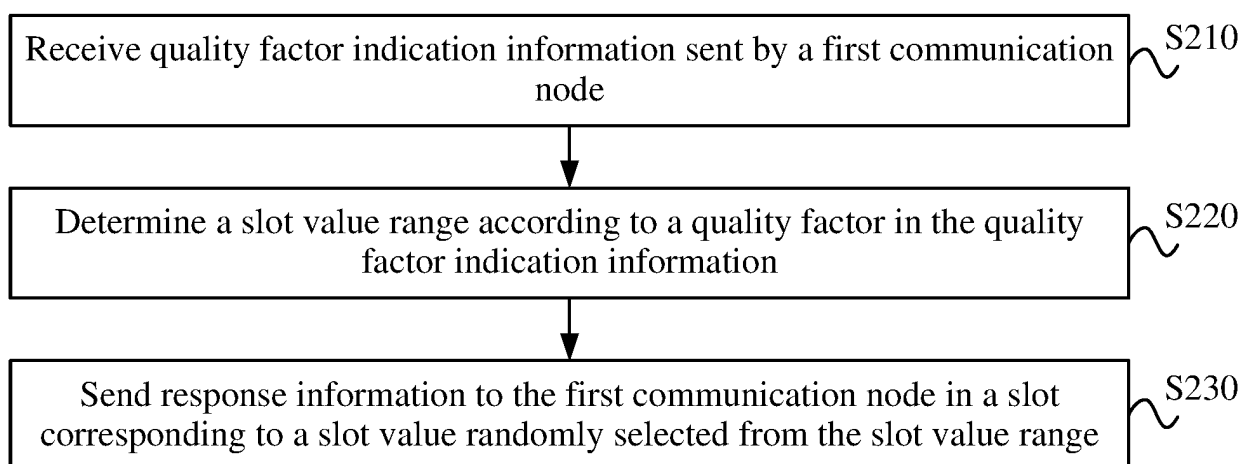 Receive quality factor indication information sent by a first communication
node
S210
Determine a slot value range according to a quality factor in the quality
factor indication information
S220
Send response information to the first communication node in a slot
corresponding to a slot value randomly selected from the slot value range
S230